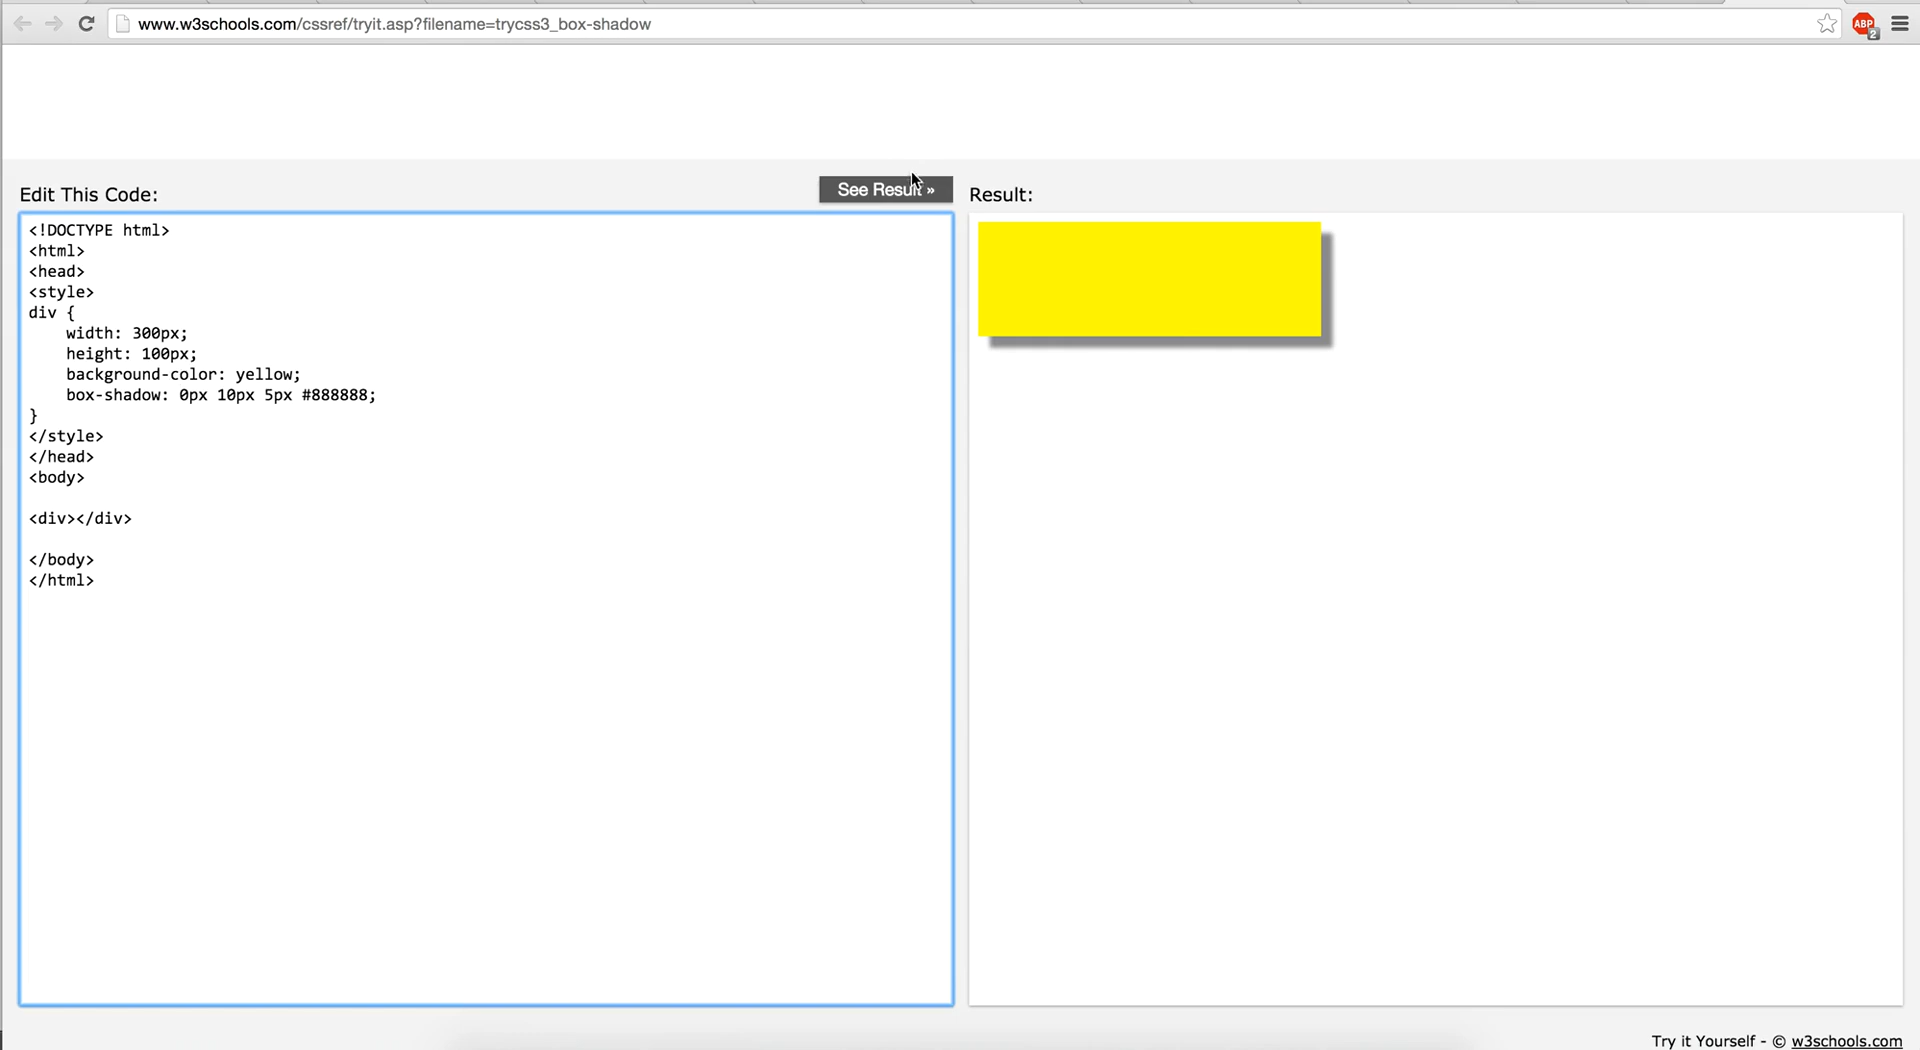 www.w3schools.com/cssref/tryit.asp?filename=trycss3_box-shadow
ABP
2
Edit This Code:
See Result »
Result:
<!DOCTYPE html>
<html>
<head>
<style>
div {
    width: 300px;
    height: 100px;
    background-color: yellow;
    box-shadow: 0px 10px 5px #888888;
}
</style>
</head>
<body>

<div></div>

</body>
</html>
Try it Yourself - © w3schools.com